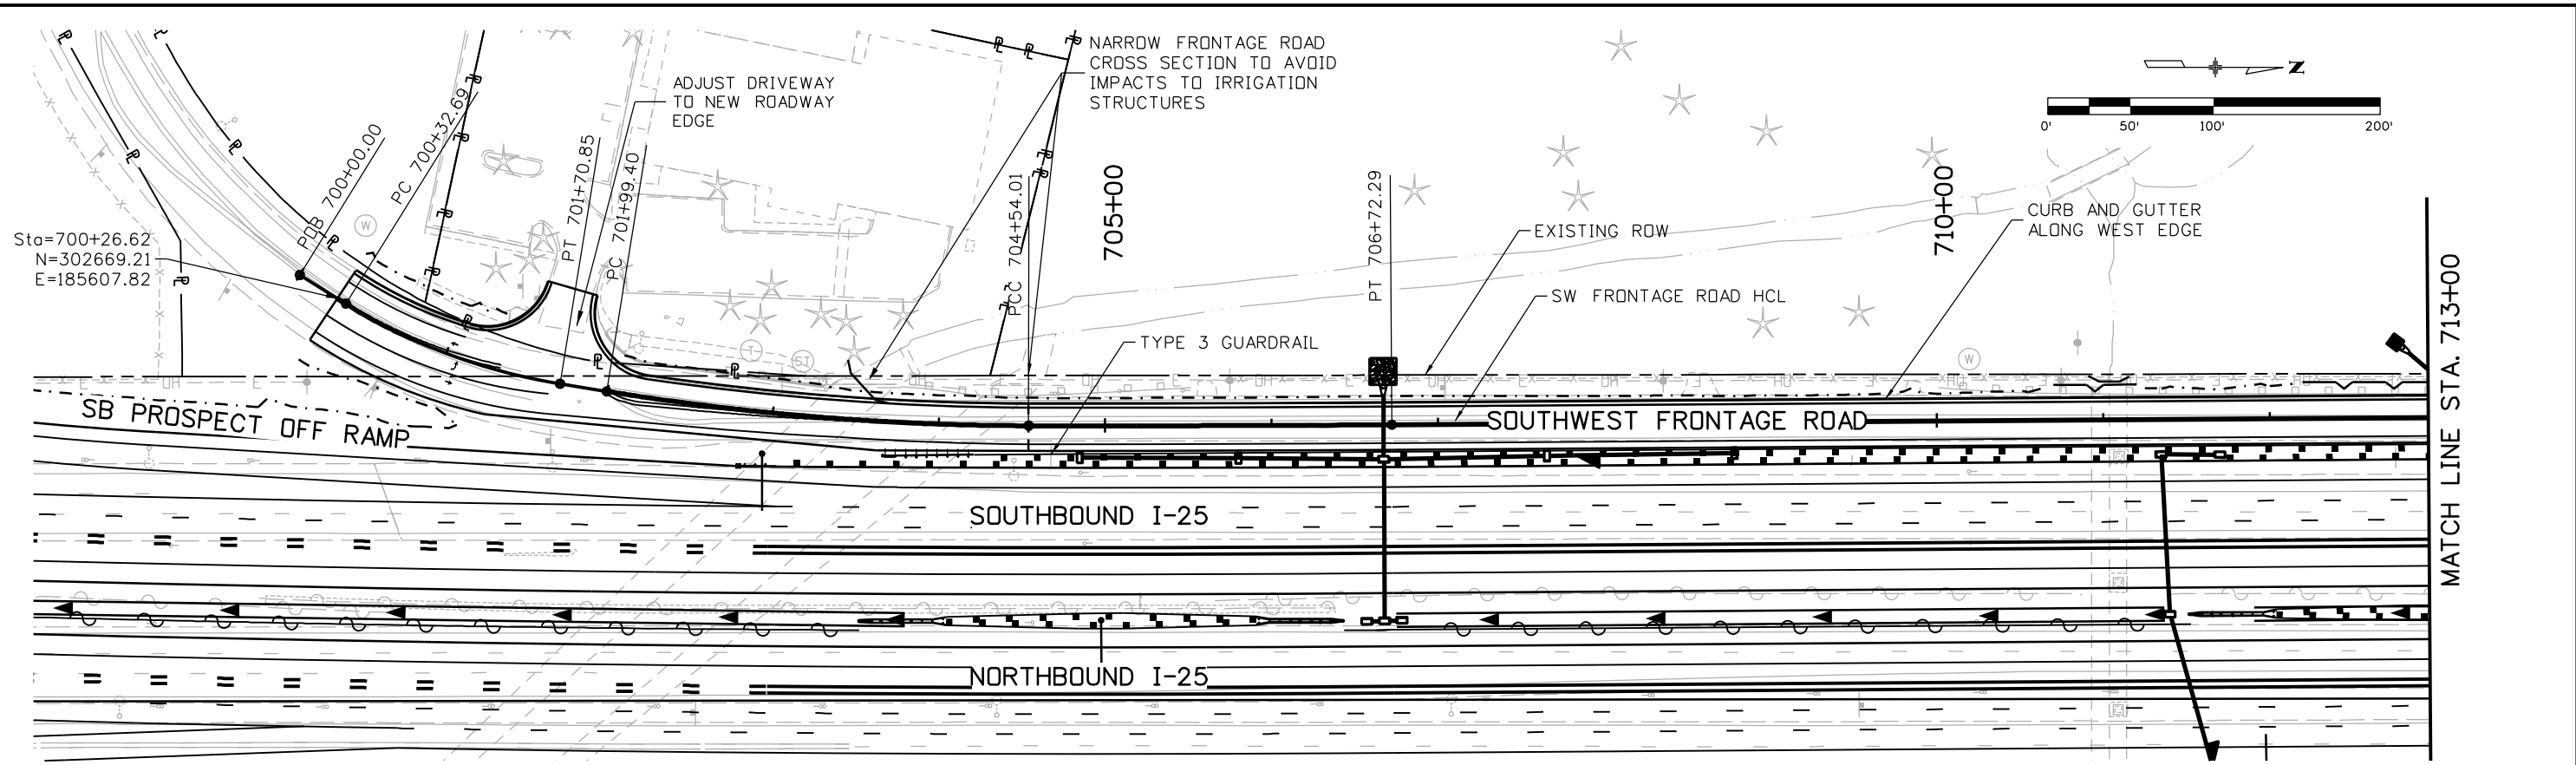 NARROW FRONTAGE ROAD
CROSS SECTION TO AVOID
IMPACTS TO IRRIGATION
STRUCTURES
N
0'
50'
100'
200'
ADJUST DRIVEWAY
TO NEW ROADWAY
EDGE
POB 700+00.00
PC 700+32.69
PT 701+70.85
PC 701+99.40
PCC 704+54.01
705+00
PT 706+72.29
710+00
Sta=700+26.62
N=302669.21
E=185607.82
EXISTING ROW
CURB AND GUTTER
ALONG WEST EDGE
SW FRONTAGE ROAD HCL
TYPE 3 GUARDRAIL
MATCH LINE STA. 713+00
SB PROSPECT OFF RAMP
SOUTHWEST FRONTAGE ROAD
SOUTHBOUND I-25
NORTHBOUND I-25
W
T
ST
W